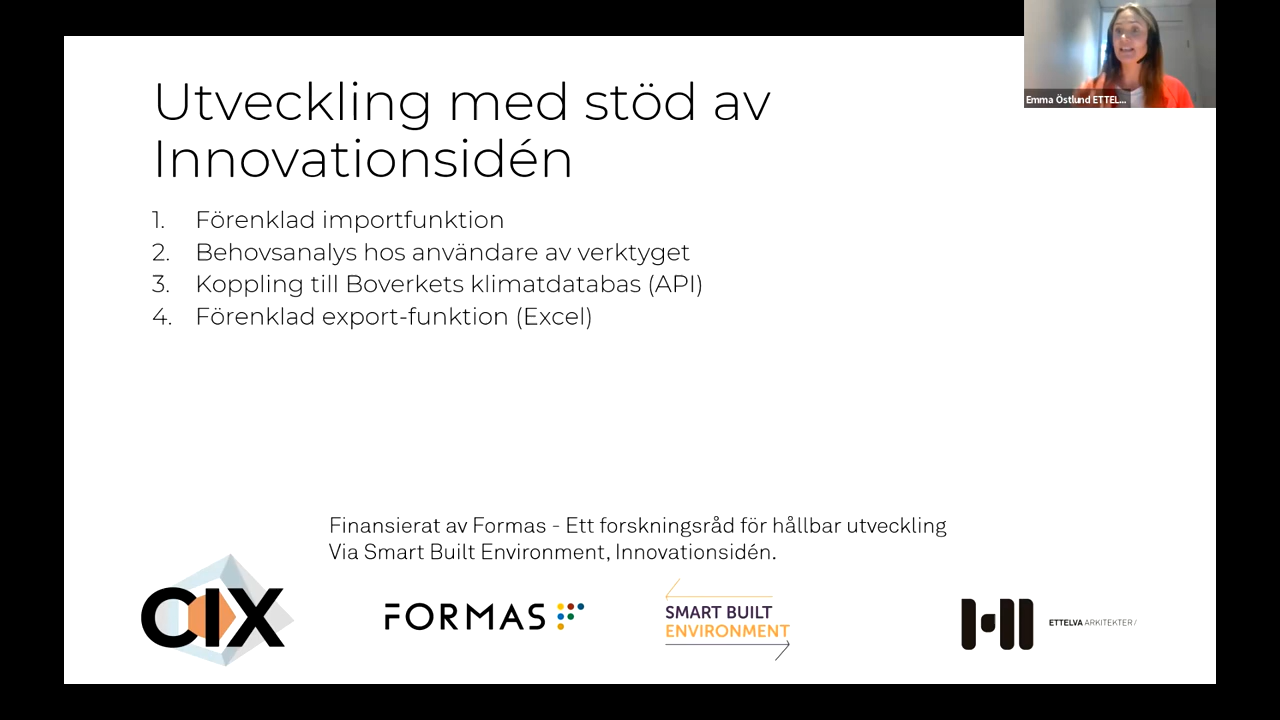 Utveckling med stöd av
Innovationsidén
1. Förenklad importfunktion
2. Behovsanalys hos användare av verktyget
3. Koppling till Boverkets klimatdatabas (API)
4. Förenklad export-funktion (Excel)
Finansierat av Formas - Ett forskningsråd för hållbar utveckling
Via Smart Built Environment, Innovationsidén.
CIX
FORMAS
SMART BUILT
ENVIRONMENT
ETTELVA ARKITEKTER /
Emma Östlund ETTEL...